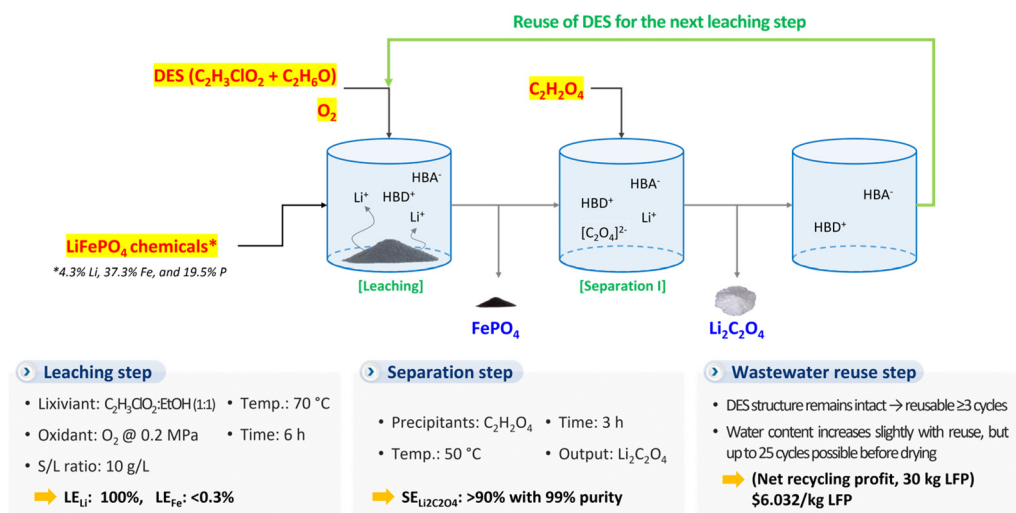 Reuse of DES for the next leaching step
DES (C₂H₃ClO₂ + C₂H₆O)
O₂
C₂H₂O₄
HBA⁻
Li⁺
HBD⁺
Li⁺
HBA⁻
HBD⁺
Li⁺
[C₂O₄]²⁻
HBA⁻
HBD⁺
LiFePO₄ chemicals*
*4.3% Li, 37.3% Fe, and 19.5% P
[Leaching]
[Separation I]
FePO₄
Li₂C₂O₄
Leaching step
• Lixiviant: C₂H₃ClO₂:EtOH (1:1)
• Temp.: 70 °C
• Oxidant: O₂ @ 0.2 MPa
• Time: 6 h
• S/L ratio: 10 g/L
LE_Li: 100%, LE_Fe: <0.3%
Separation step
• Precipitants: C₂H₂O₄
• Time: 3 h
• Temp.: 50 °C
• Output: Li₂C₂O₄
SE_Li2C2O4: >90% with 99% purity
Wastewater reuse step
• DES structure remains intact → reusable ≥3 cycles
• Water content increases slightly with reuse, but
up to 25 cycles possible before drying
(Net recycling profit, 30 kg LFP)
$6.032/kg LFP